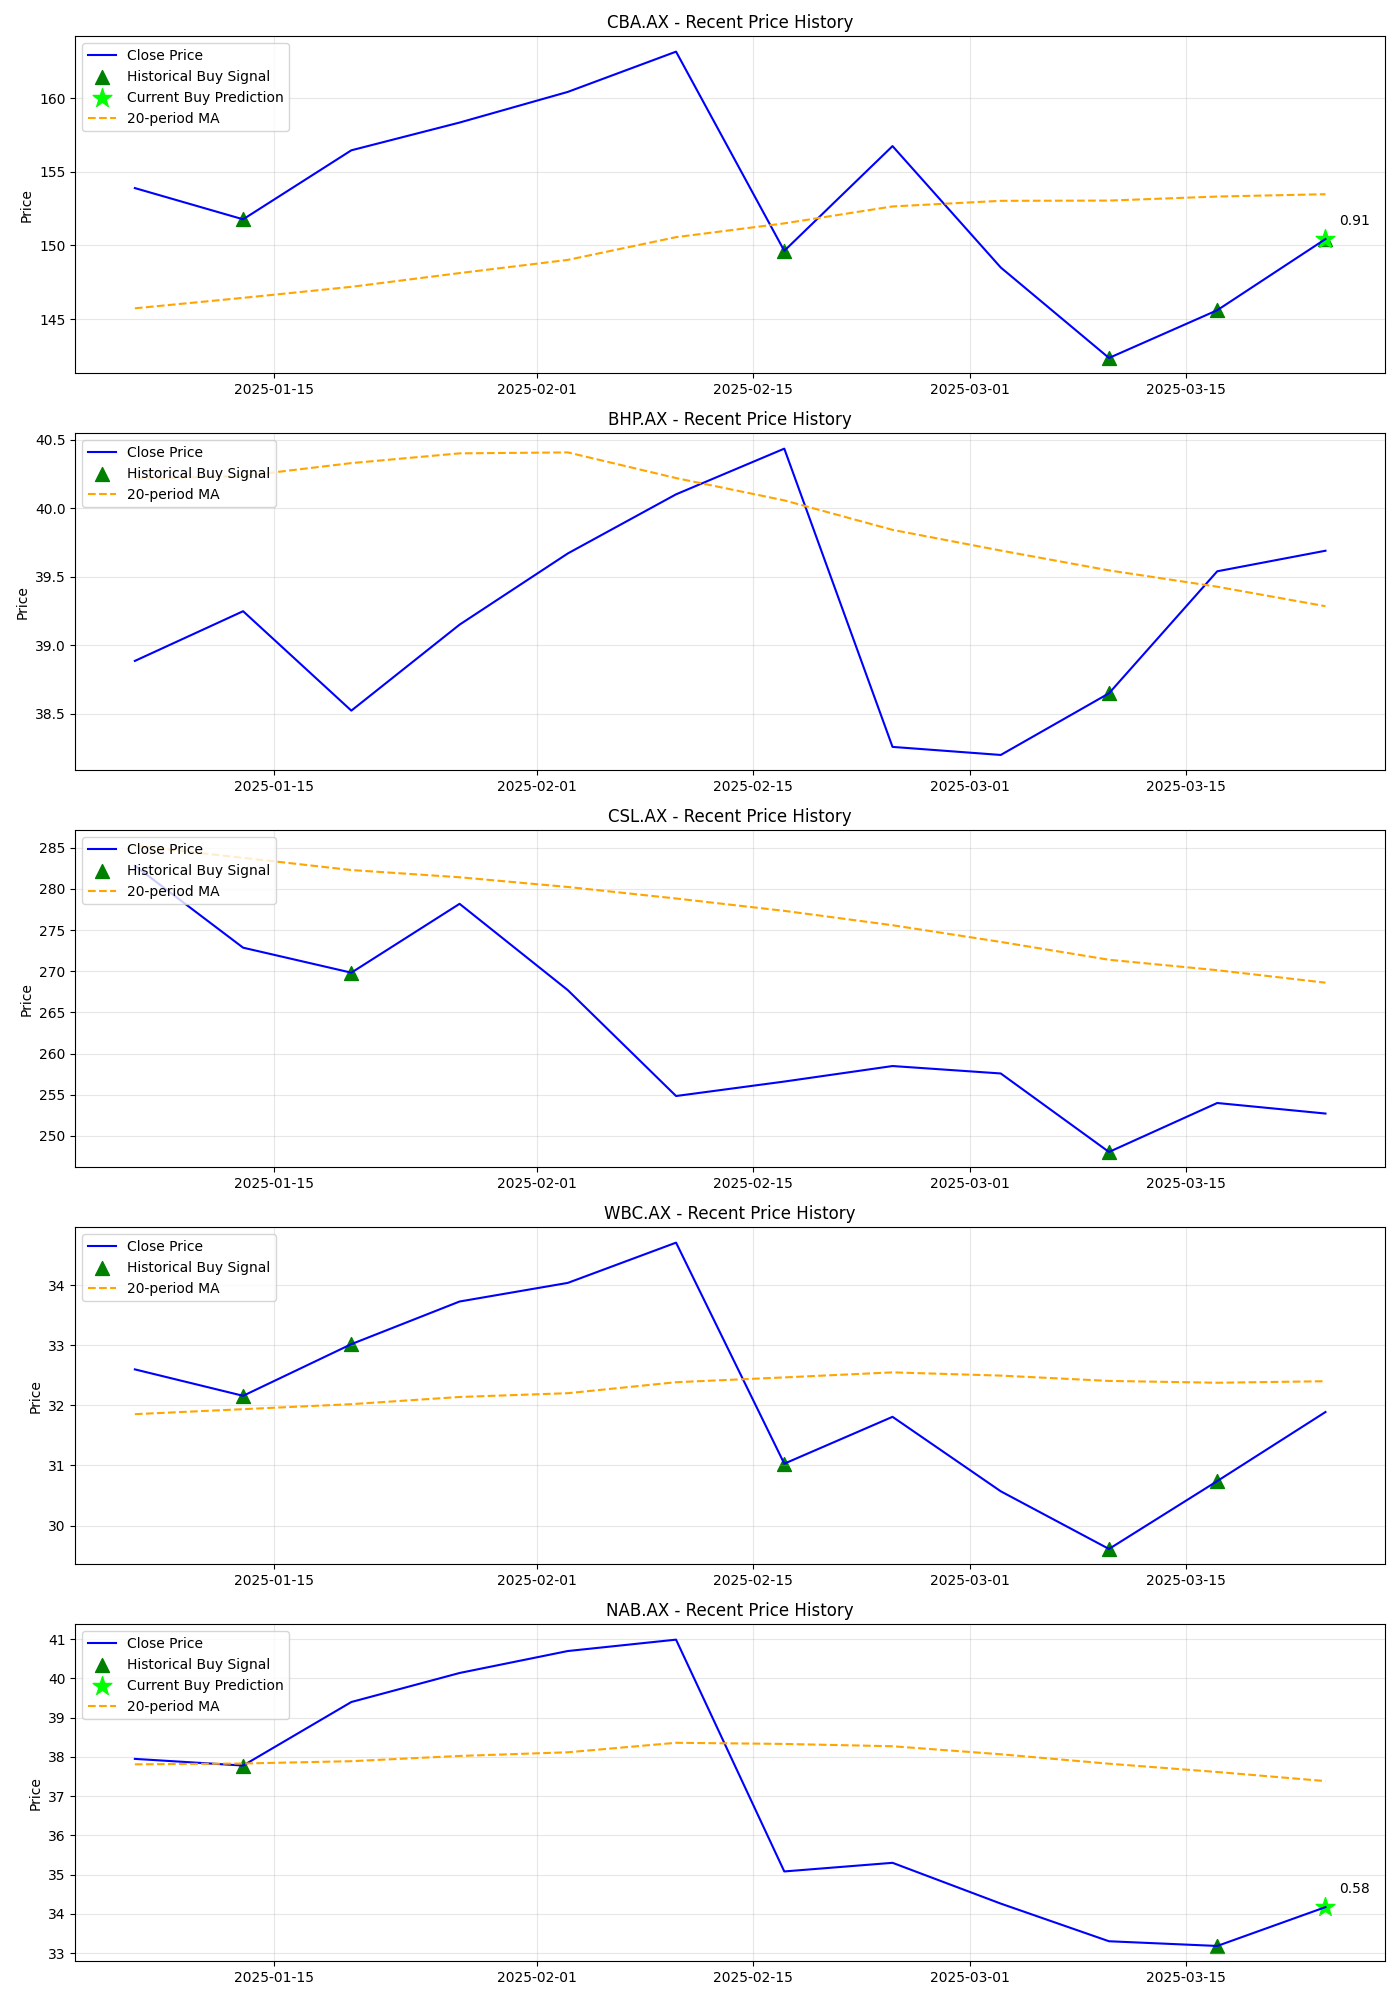 CBA.AX - Recent Price History
Close Price
Historical Buy Signal
Current Buy Prediction
20-period MA
Price
160
155
150
145
0.91
2025-01-15 2025-02-01 2025-02-15 2025-03-01 2025-03-15
BHP.AX - Recent Price History
Close Price
Historical Buy Signal
20-period MA
Price
40.5
40.0
39.5
39.0
38.5
2025-01-15 2025-02-01 2025-02-15 2025-03-01 2025-03-15
CSL.AX - Recent Price History
Close Price
Historical Buy Signal
20-period MA
Price
285
280
275
270
265
260
255
250
2025-01-15 2025-02-01 2025-02-15 2025-03-01 2025-03-15
WBC.AX - Recent Price History
Close Price
Historical Buy Signal
20-period MA
Price
34
33
32
31
30
2025-01-15 2025-02-01 2025-02-15 2025-03-01 2025-03-15
NAB.AX - Recent Price History
Close Price
Historical Buy Signal
Current Buy Prediction
20-period MA
Price
41
40
39
38
37
36
35
34
33
0.58
2025-01-15 2025-02-01 2025-02-15 2025-03-01 2025-03-15